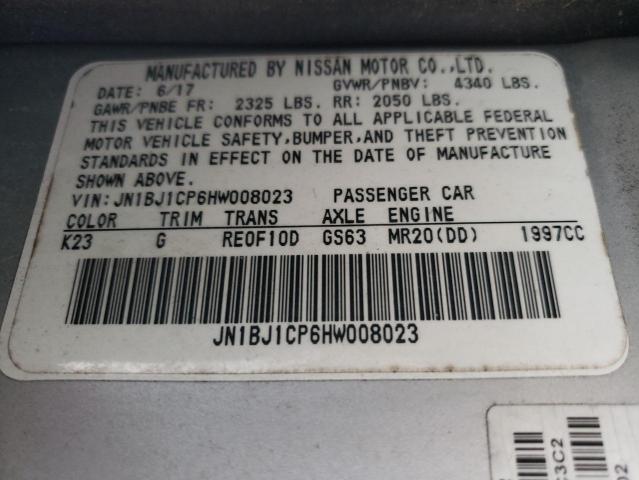 MANUFACTURED BY NISSAN MOTOR CO.,LTD.
DATE: 6/17 GVWR/PNBV: 4340 LBS.
GAWR/PNBE FR: 2325 LBS. RR: 2050 LBS.
THIS VEHICLE CONFORMS TO ALL APPLICABLE FEDERAL
MOTOR VEHICLE SAFETY,BUMPER,AND THEFT PREVENTION
STANDARDS IN EFFECT ON THE DATE OF MANUFACTURE
SHOWN ABOVE.
VIN:JN1BJ1CP6HW008023 PASSENGER CAR
COLOR TRIM TRANS AXLE ENGINE
K23 G RE0F10D GS63 MR20(DD) 1997CC
JN1BJ1CP6HW008023